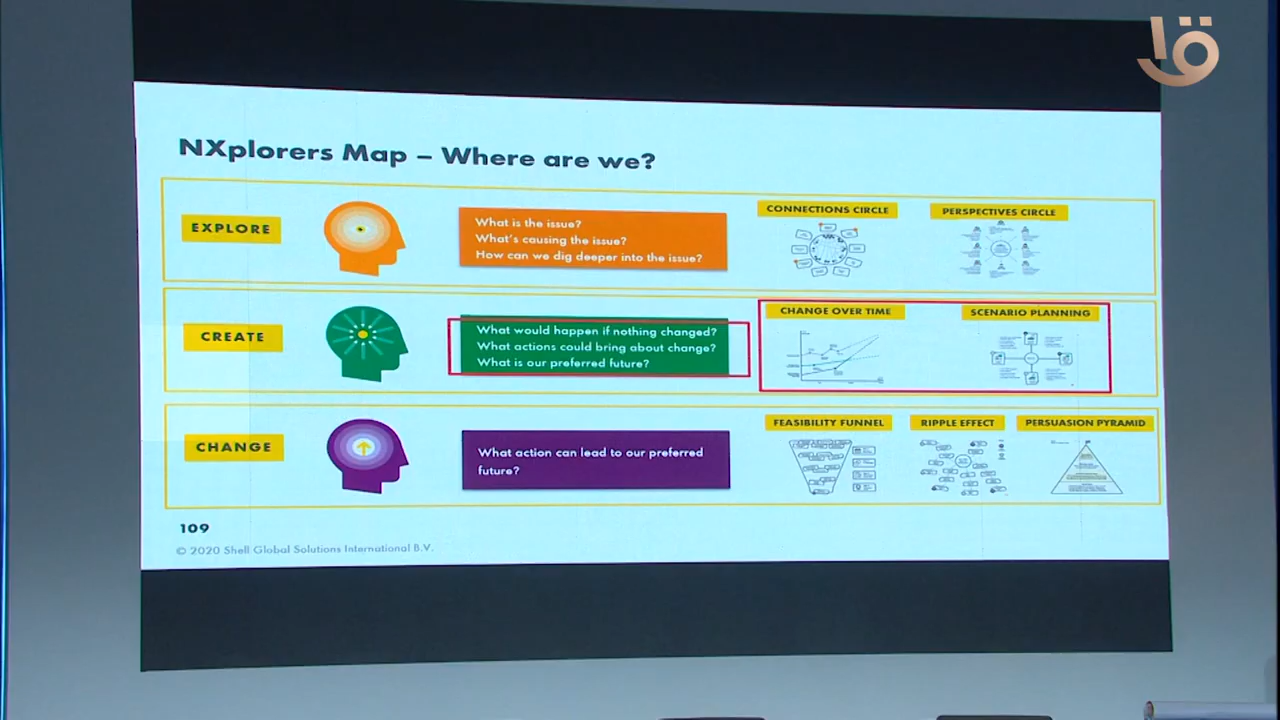 NXplorers Map – Where are we?
EXPLORE
What is the issue?
What's causing the issue?
How can we dig deeper into the issue?
CONNECTIONS CIRCLE
PERSPECTIVES CIRCLE
CREATE
What would happen if nothing changed?
What actions could bring about change?
What is our preferred future?
CHANGE OVER TIME
SCENARIO PLANNING
CHANGE
What action can lead to our preferred
future?
FEASIBILITY FUNNEL
RIPPLE EFFECT
PERSUASION PYRAMID
109
© 2020 Shell Global Solutions International B.V.